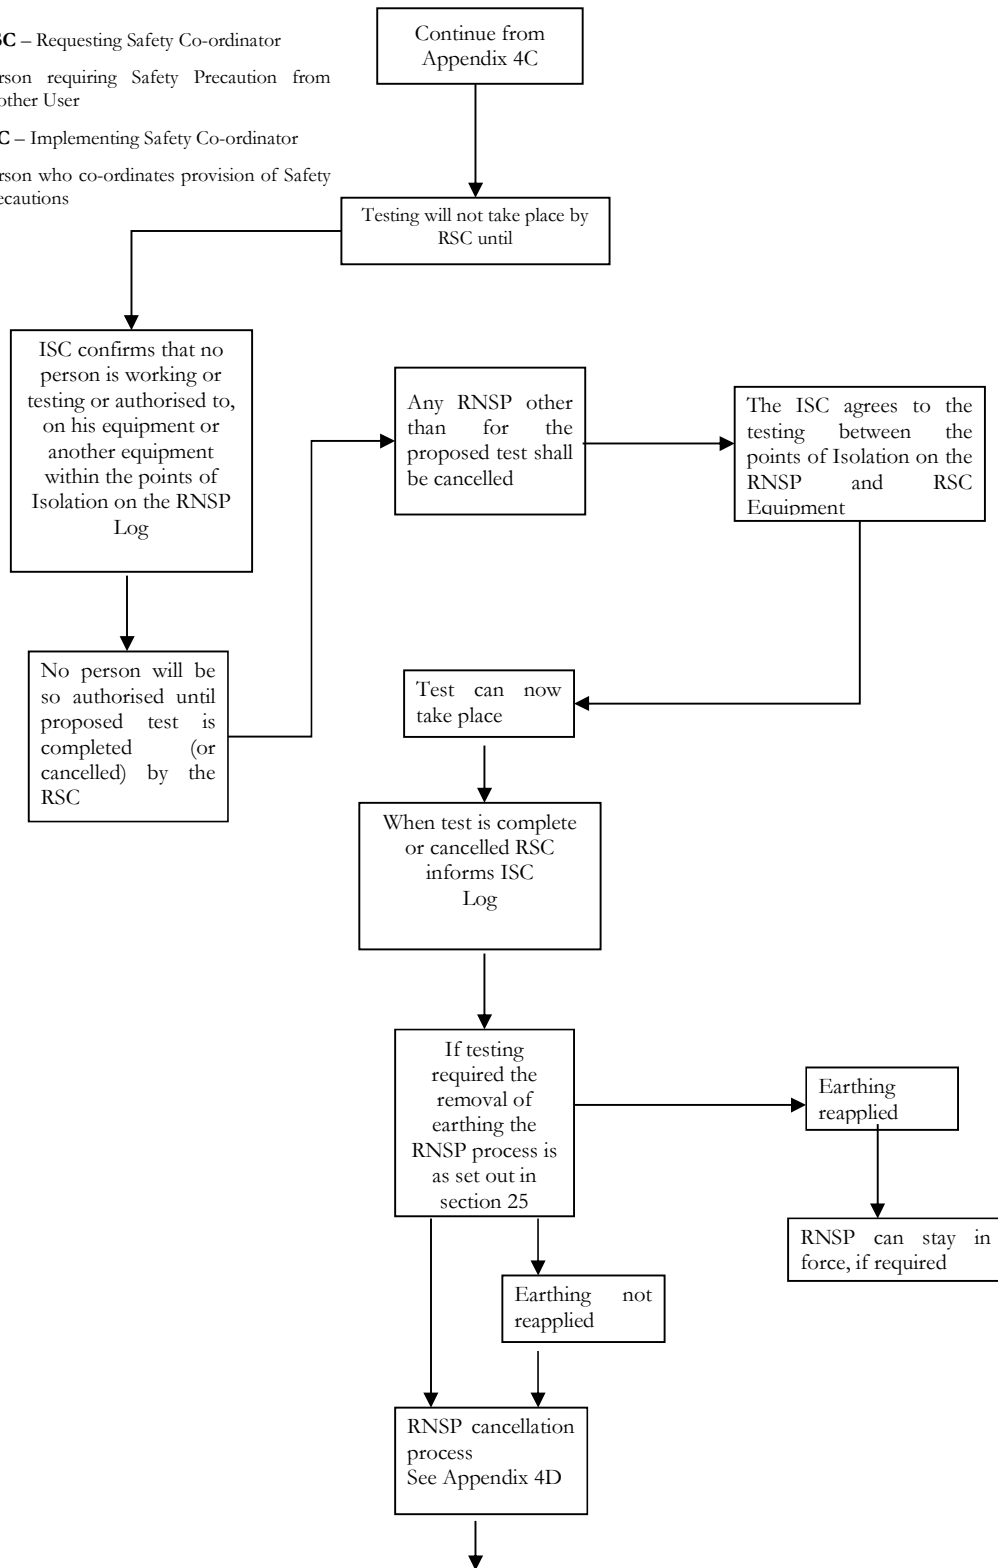 SC – Requesting Safety Co-ordinator
erson requiring Safety Precaution from
other User
C – Implementing Safety Co-ordinator
erson who co-ordinates provision of Safety
ecautions
Continue from
Appendix 4C
Testing will not take place by
RSC until
ISC confirms that no
person is working or
testing or authorised to,
on his equipment or
another equipment
within the points of
Isolation on the RNSP
Log
Any RNSP other
than for the
proposed test shall
be cancelled
The ISC agrees to the
testing between the
points of Isolation on the
RNSP and RSC
Equipment
No person will be
so authorised until
proposed test is
completed (or
cancelled) by the
RSC
Test can now
take place
When test is complete
or cancelled RSC
informs ISC
Log
If testing
required the
removal of
earthing the
RNSP process is
as set out in
section 25
Earthing
reapplied
RNSP can stay in
force, if required
Earthing not
reapplied
RNSP cancellation
process
See Appendix 4D